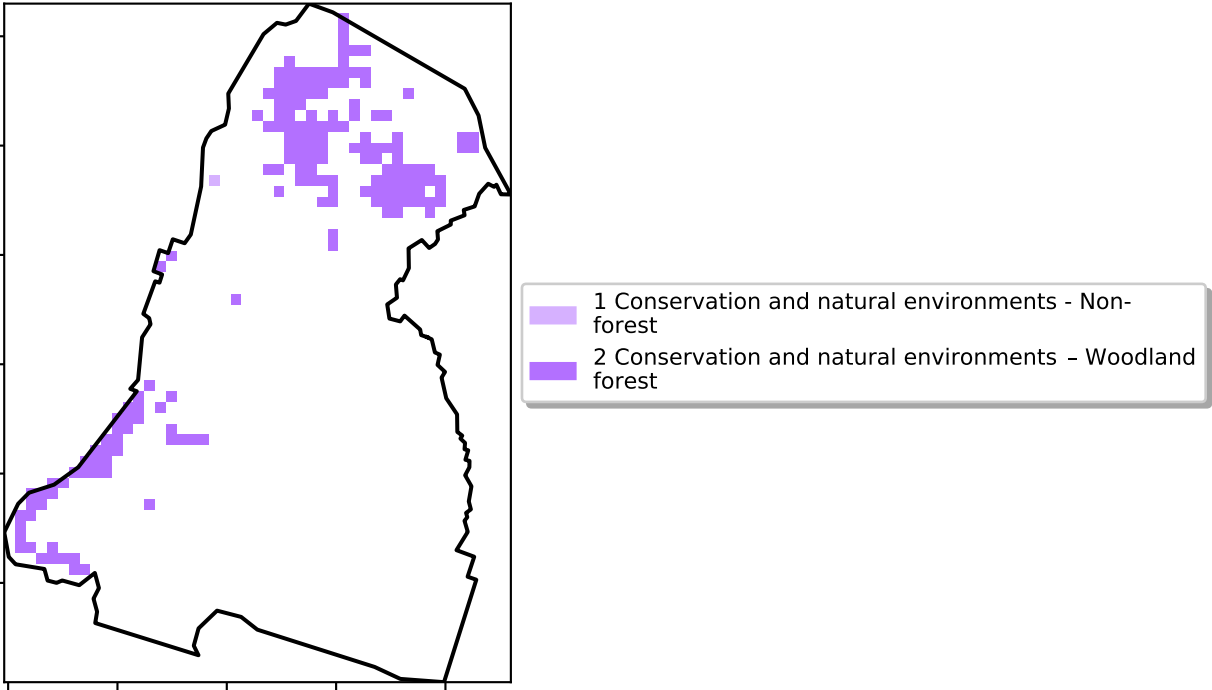 1 Conservation and natural environments - Non-
forest
2 Conservation and natural environments – Woodland
forest